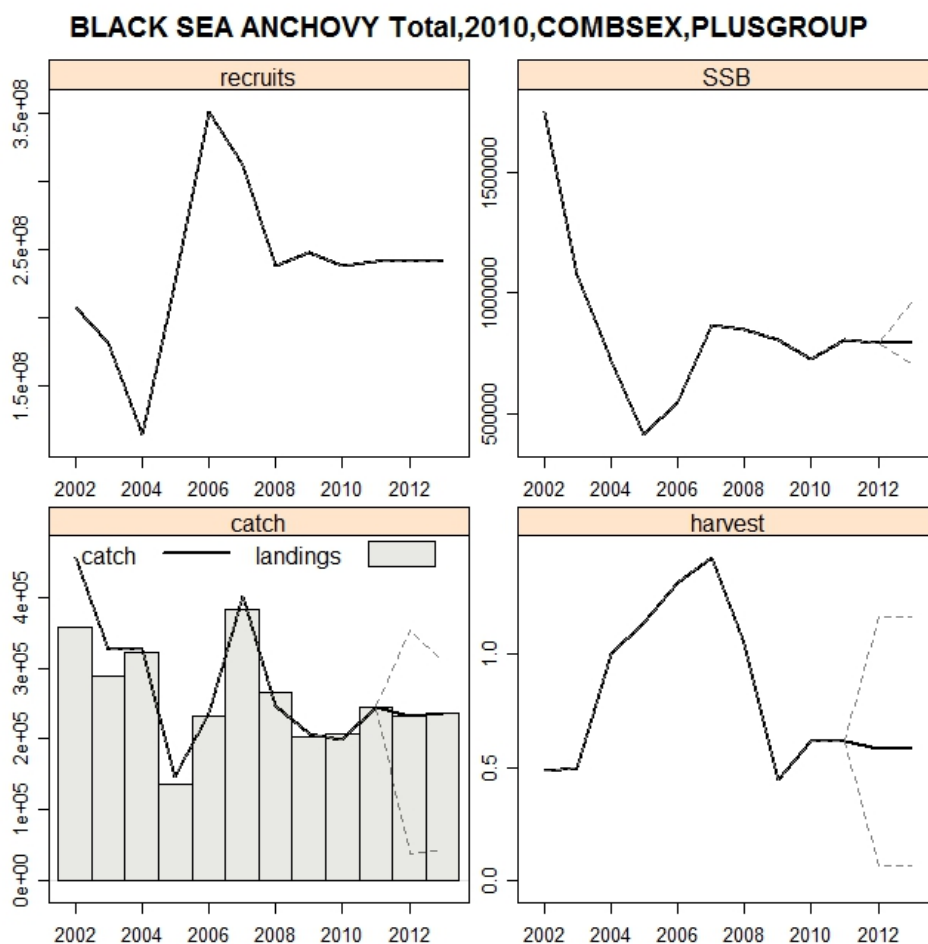 BLACK SEA ANCHOVY Total,2010,COMBSEX,PLUSGROUP
recruits
3.5e+08
2.5e+08
1.5e+08
2002 2004 2006 2008 2010 2012
SSB
1500000
1000000
500000
2002 2004 2006 2008 2010 2012
catch
catch landings
4e+05
3e+05
2e+05
1e+05
0e+00
2002 2004 2006 2008 2010 2012
harvest
1.0
0.5
0.0
2002 2004 2006 2008 2010 2012